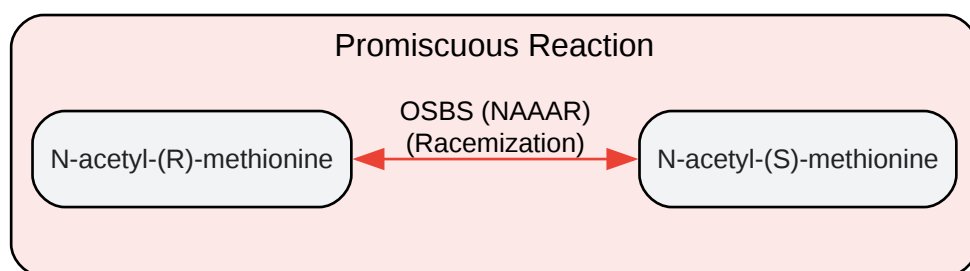 Promiscuous Reaction
OSBS (NAAAR)
(Racemization)
N-acetyl-(R)-methionine
N-acetyl-(S)-methionine